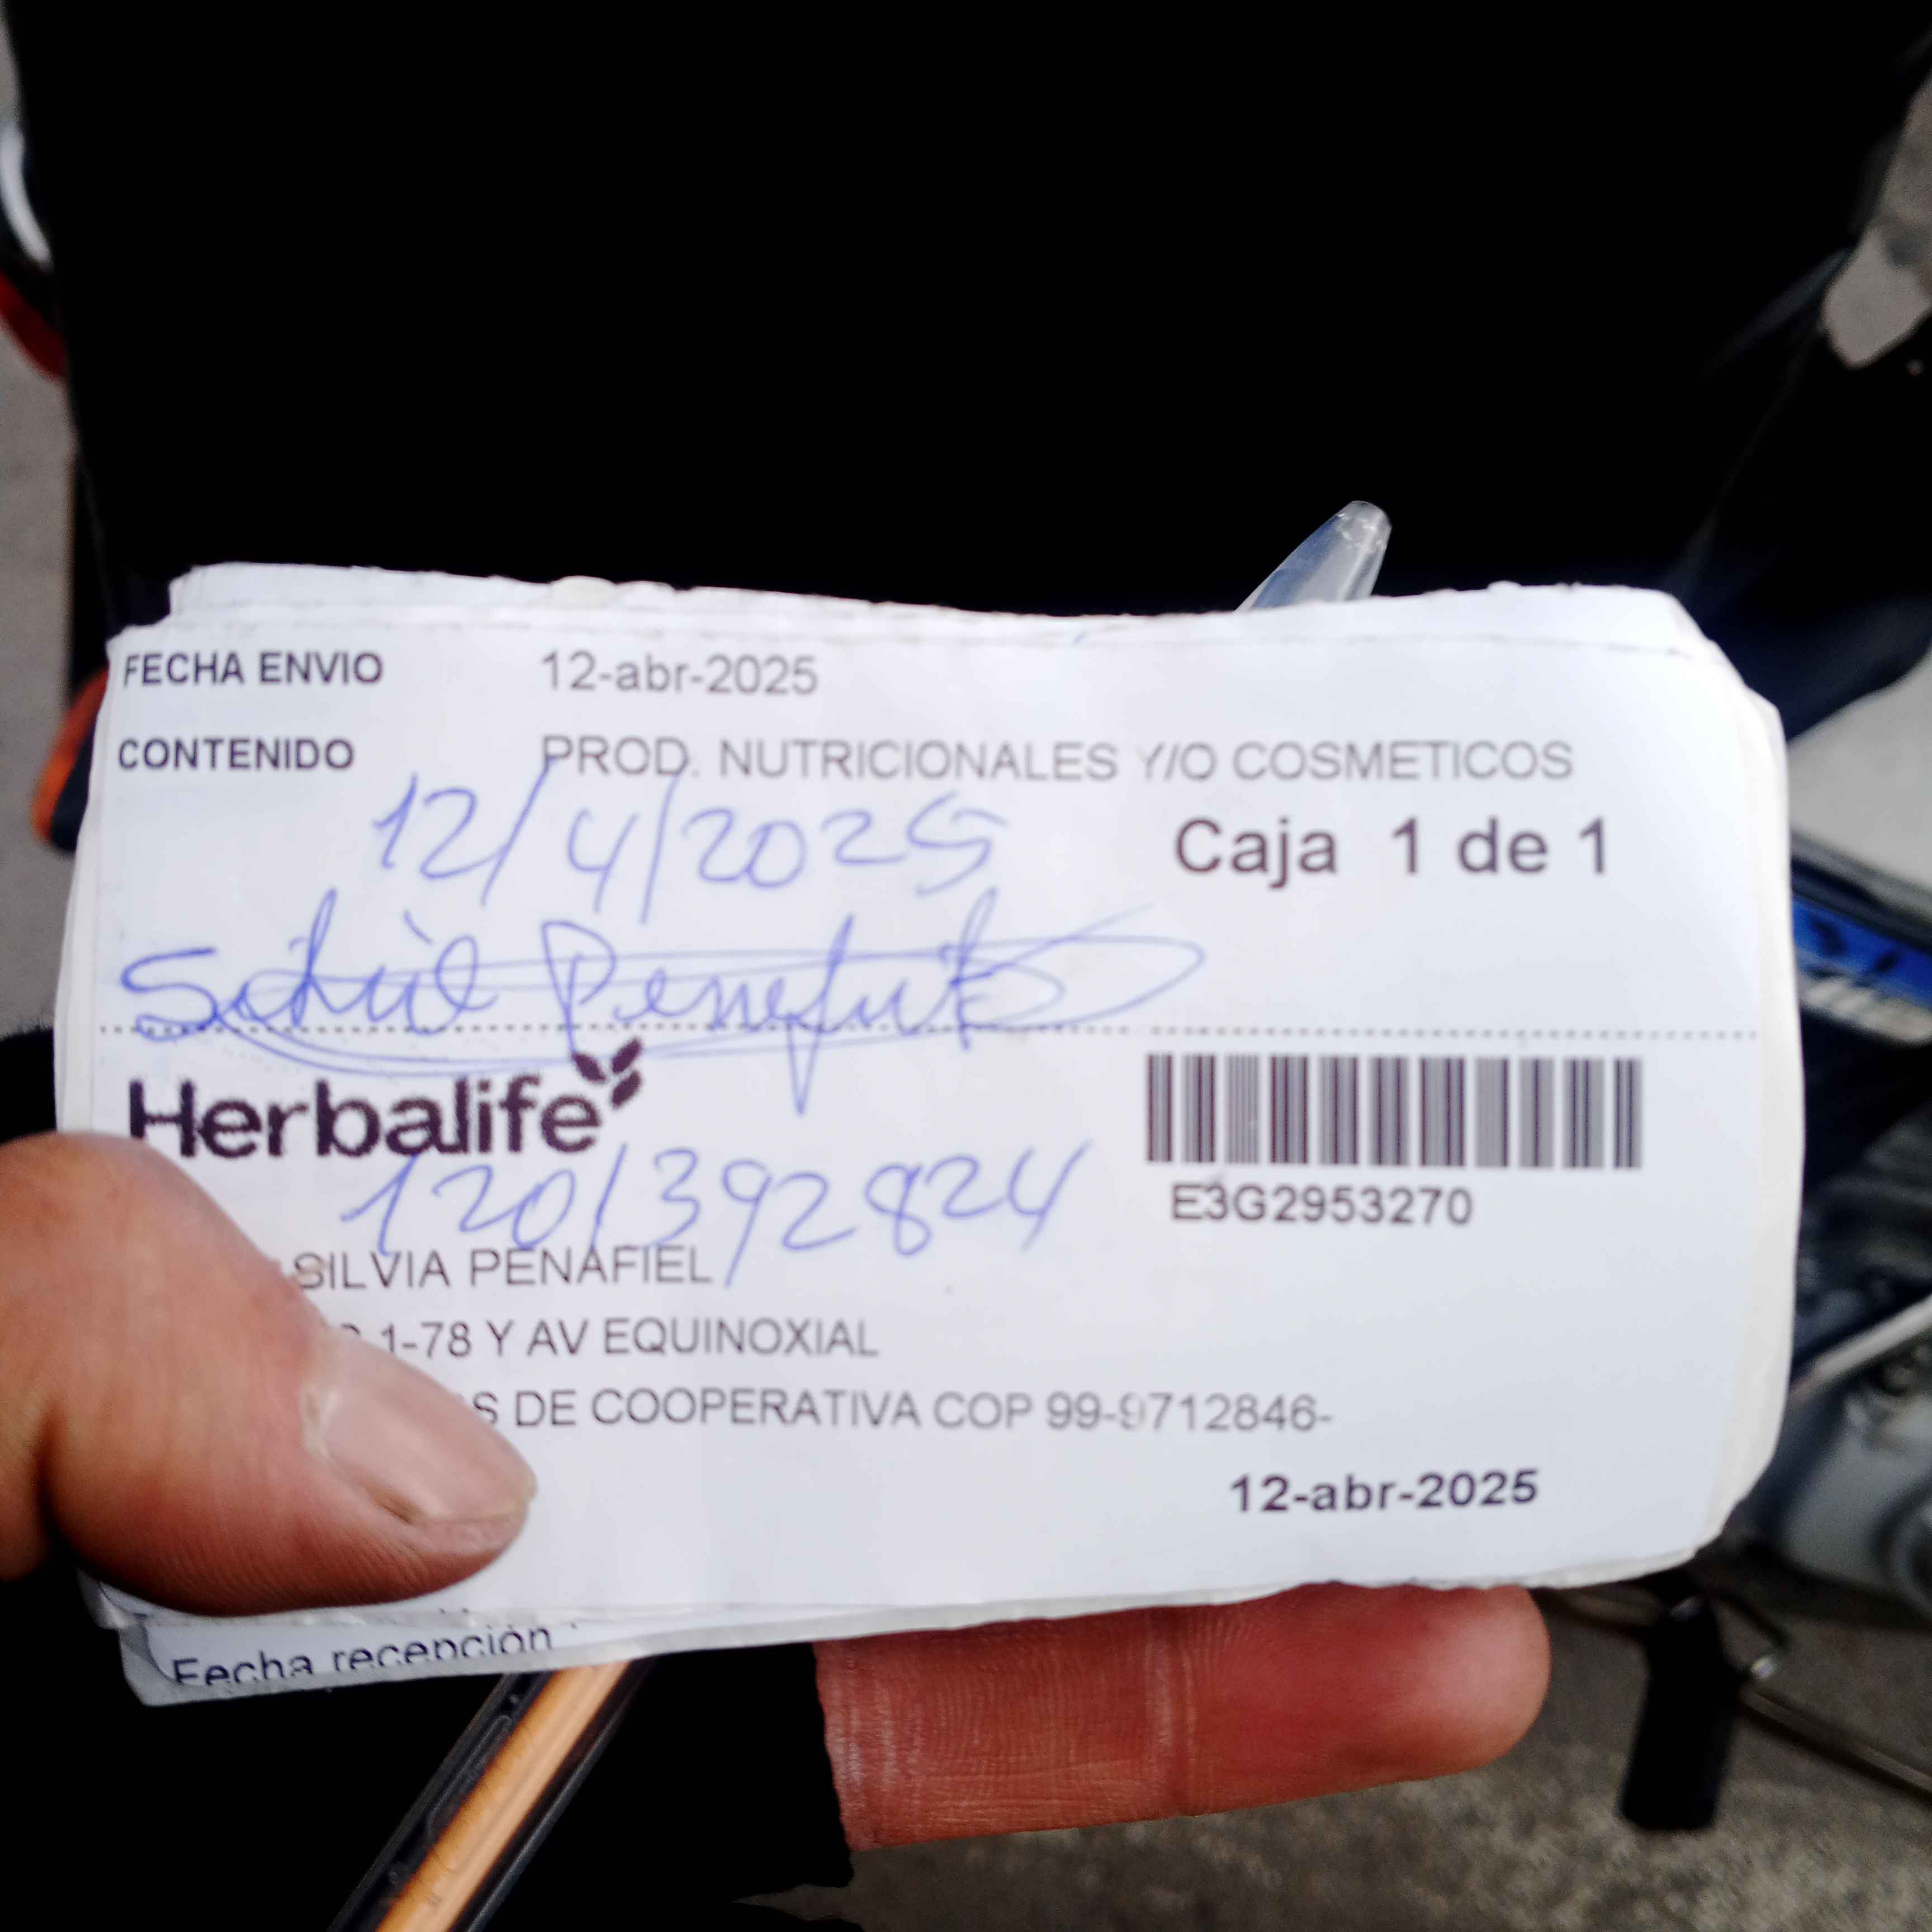 FECHA ENVIO 12-abr-2025
CONTENIDO PROD. NUTRICIONALES Y/O COSMETICOS
12/4/2025
Caja 1 de 1
Herbalife
E3G2953270
SILVIA PENAFIEL
1-78 Y AV EQUINOXIAL
S DE COOPERATIVA COP 99-9712846-
12-abr-2025
Fecha recepción